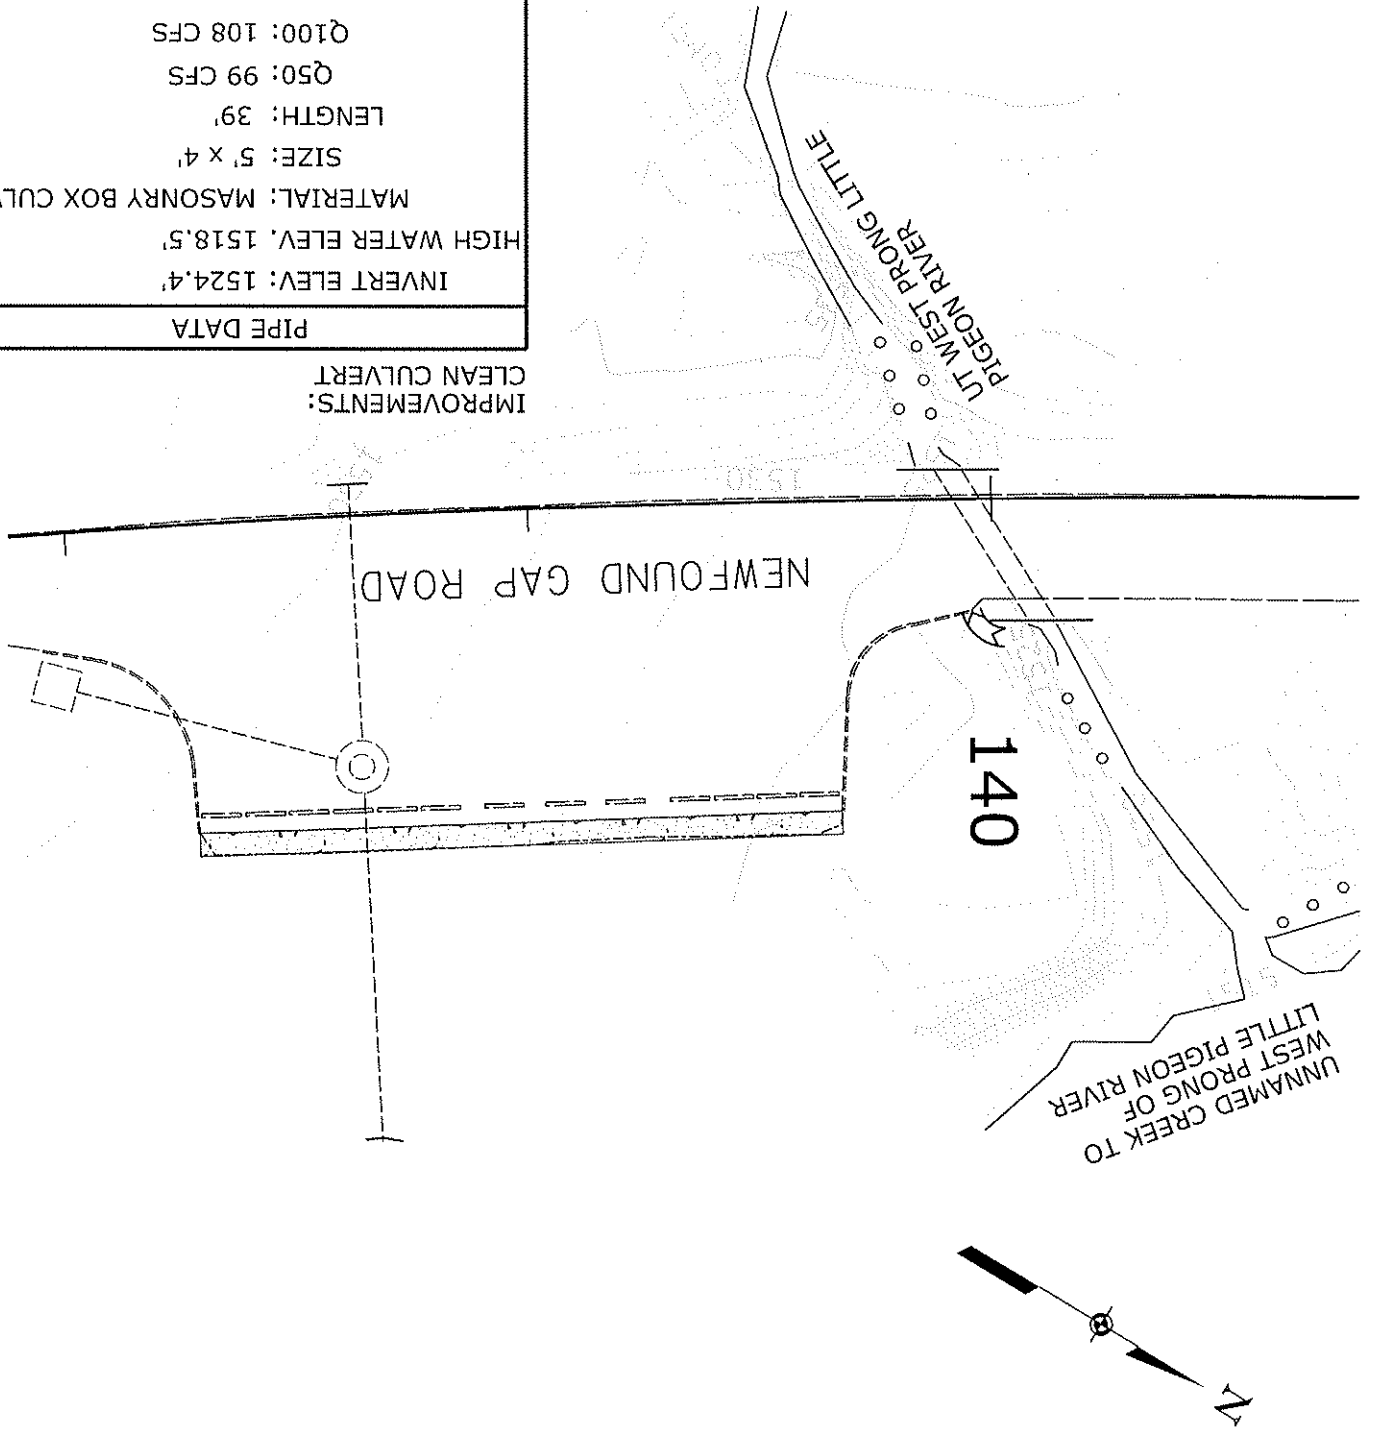 N
UNNAMED CREEK TO
WEST PRONG OF
LITTLE PIGEON RIVER
1515
140
NEWFOUND GAP ROAD
1530
UT WEST PRONG LITTLE
PIGEON RIVER
IMPROVEMENTS:
CLEAN CULVERT
PIPE DATA
INVERT ELEV: 1524.4'
HIGH WATER ELEV. 1518.5'
MATERIAL: MASONRY BOX CULV
SIZE: 5' x 4'
LENGTH: 39'
Q50: 99 CFS
Q100: 108 CFS